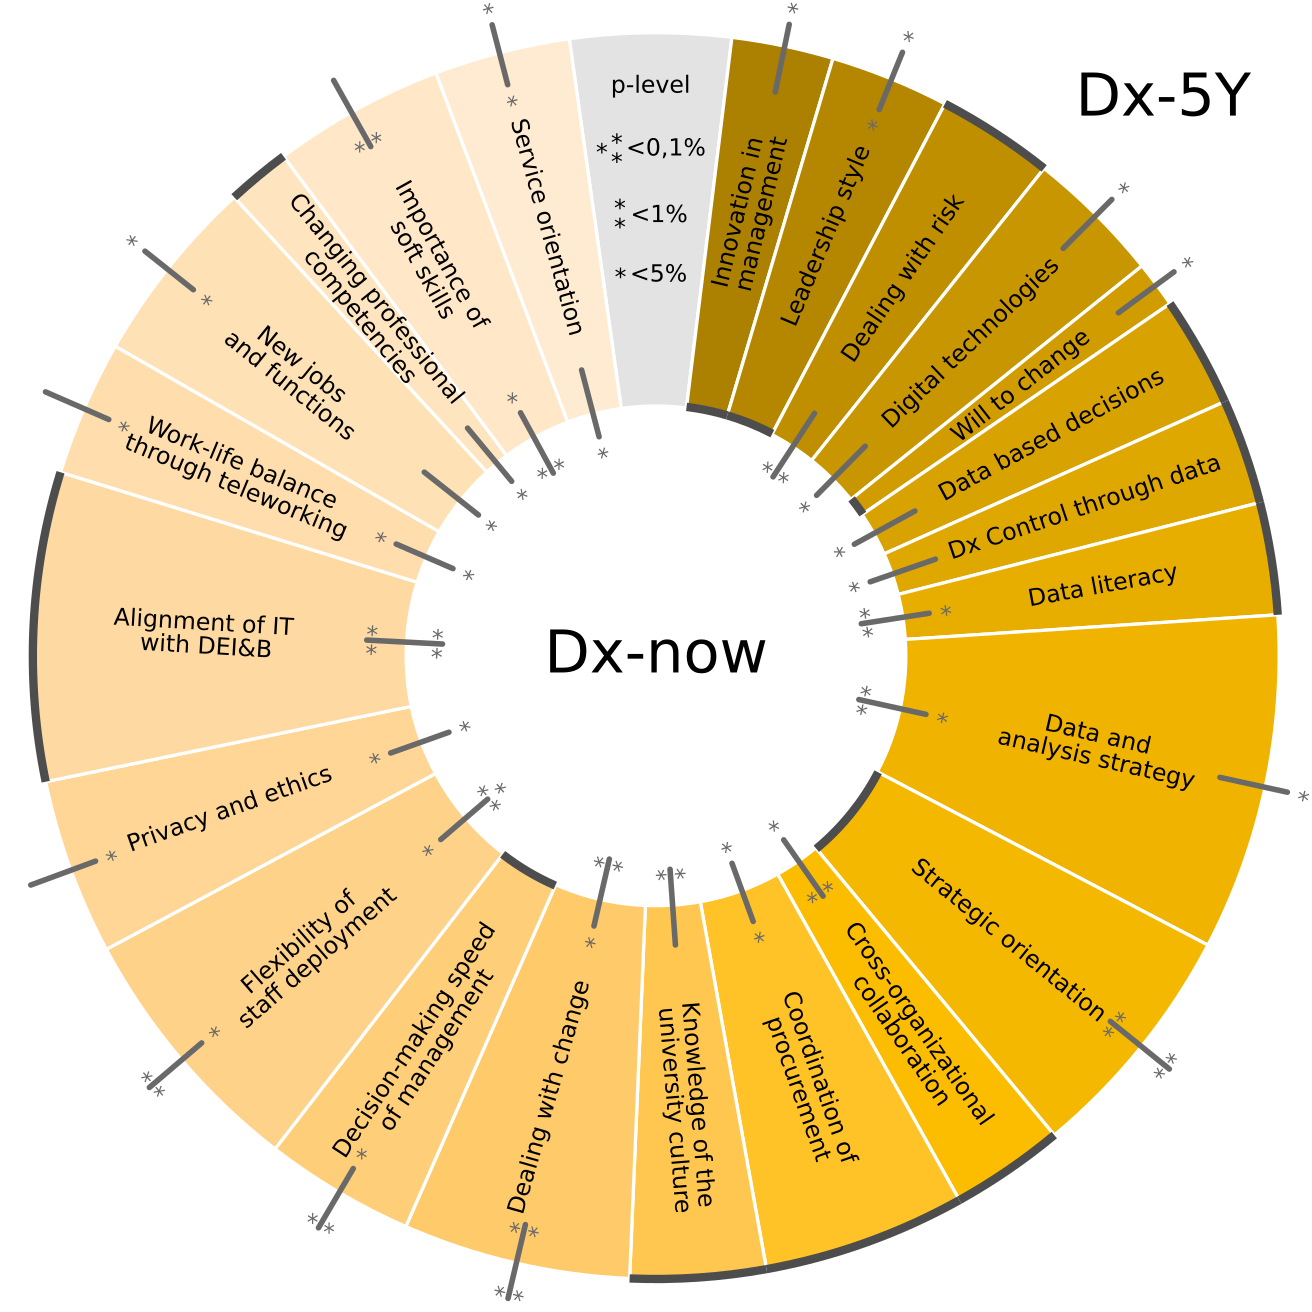 Dx-5Y
p-level
*** <0,1%
** <1%
* <5%
Innovation in
management
Leadership style
Dealing with risk
Digital technologies
Will to change
Data based decisions
Dx Control through data
Data literacy
Data and
analysis strategy
Strategic orientation
Cross-organizational
collaboration
Coordination of
procurement
Knowledge of the
university culture
Dealing with change
Decision-making speed
of management
Flexibility of
staff deployment
Privacy and ethics
Alignment of IT
with DEI&B
Work-life balance
through teleworking
New jobs
and functions
Changing professional
competencies
Importance of
soft skills
Service orientation
Dx-now